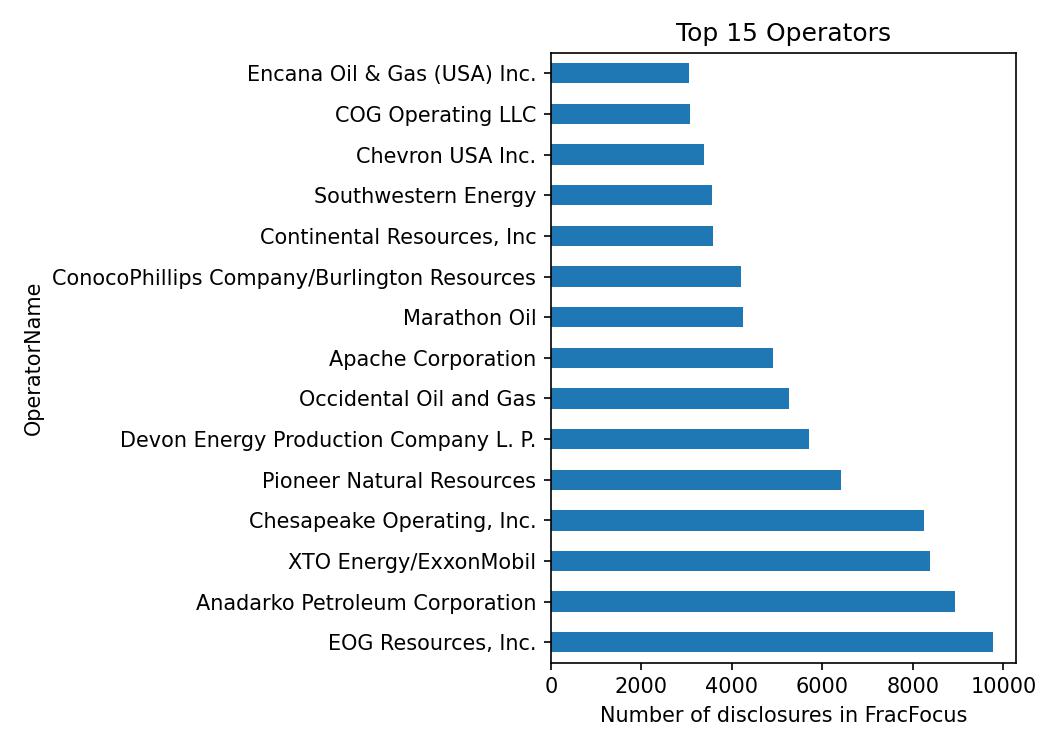 Top 15 Operators
Encana Oil & Gas (USA) Inc.
COG Operating LLC
Chevron USA Inc.
Southwestern Energy
Continental Resources, Inc
ConocoPhillips Company/Burlington Resources
Marathon Oil
Apache Corporation
Occidental Oil and Gas
Devon Energy Production Company L. P.
Pioneer Natural Resources
Chesapeake Operating, Inc.
XTO Energy/ExxonMobil
Anadarko Petroleum Corporation
EOG Resources, Inc.
OperatorName
0 2000 4000 6000 8000 10000
Number of disclosures in FracFocus